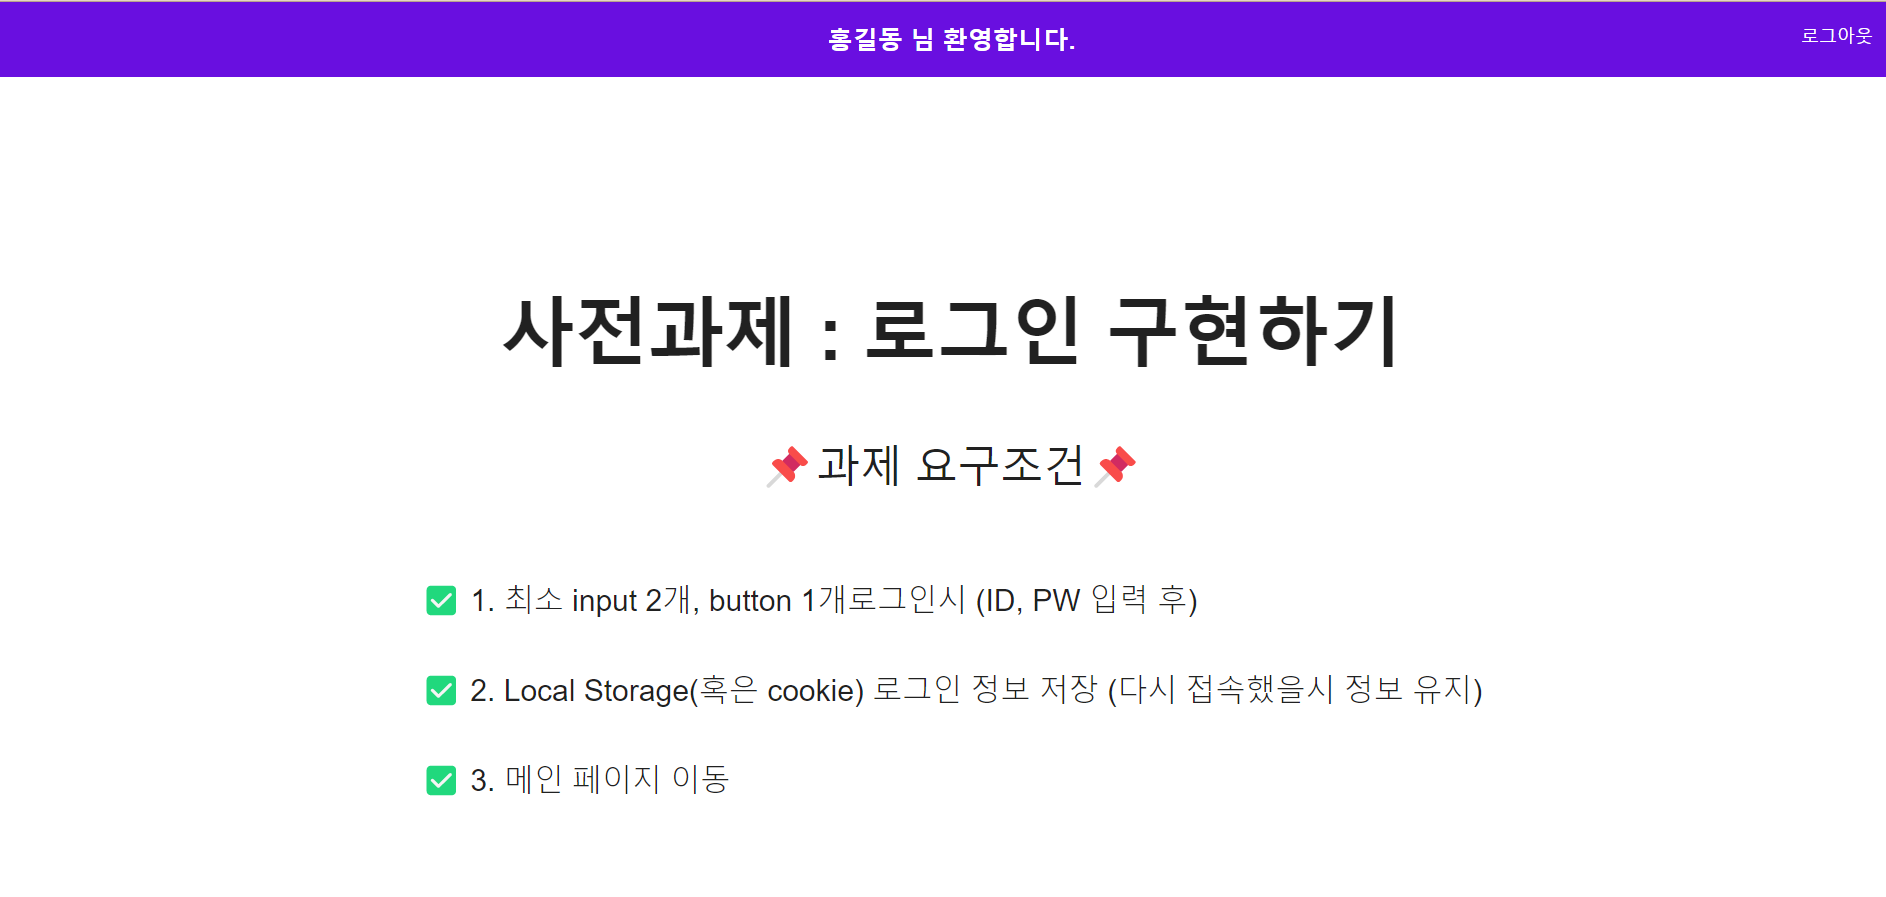 홍길동 님 환영합니다.
로그아웃
사전과제 : 로그인 구현하기
📌과제 요구조건📌
✅ 1. 최소 input 2개, button 1개로그인시 (ID, PW 입력 후)
✅ 2. Local Storage(혹은 cookie) 로그인 정보 저장 (다시 접속했을시 정보 유지)
✅ 3. 메인 페이지 이동